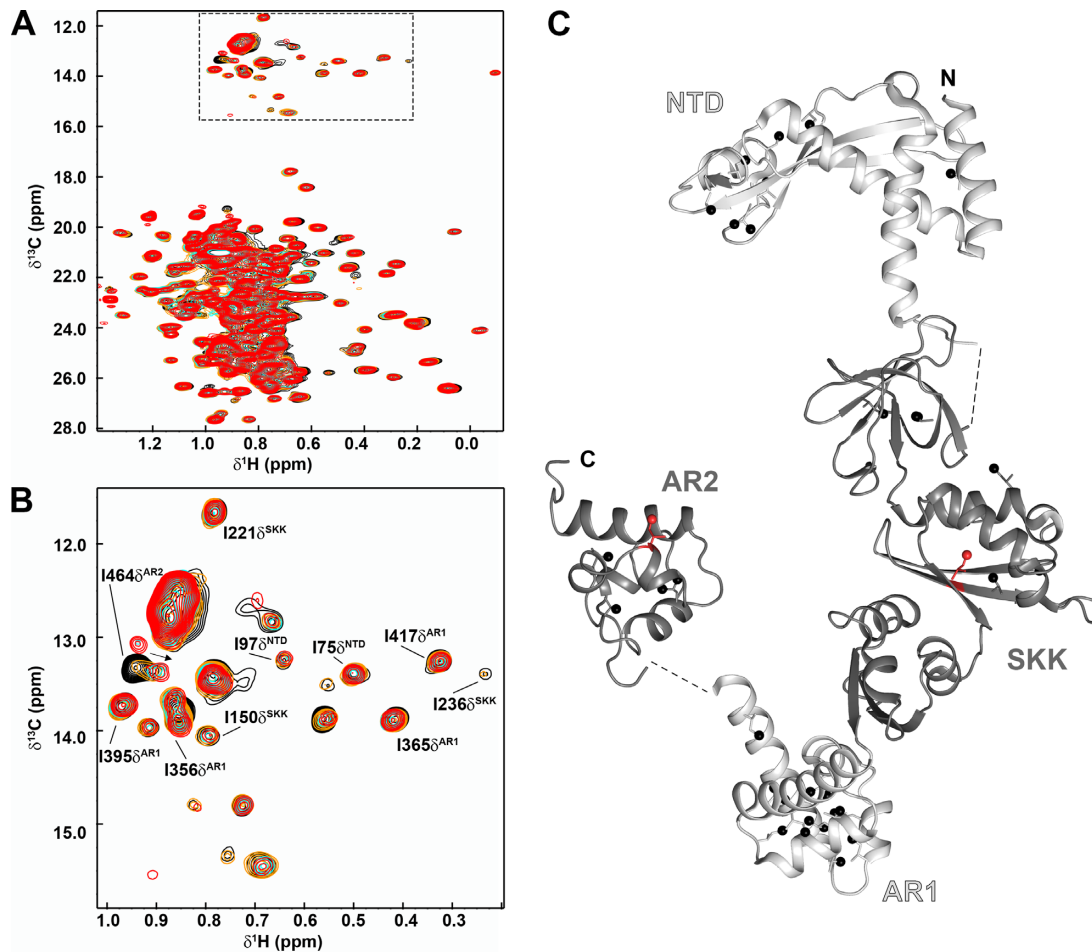 A
12.0
14.0
16.0
18.0
20.0
22.0
24.0
26.0
28.0
δ¹³C (ppm)
1.2 1.0 0.8 0.6 0.4 0.2 0.0
δ¹H (ppm)
B
12.0
13.0
14.0
15.0
δ¹³C (ppm)
I221δSKK
I464δAR2
I97δNTD
I75δNTD
I417δAR1
I236δSKK
I150δSKK
I395δAR1
I356δAR1
I365δAR1
1.0 0.9 0.8 0.7 0.6 0.5 0.4 0.3
δ¹H (ppm)
C
NTD
N
C
AR2
SKK
AR1